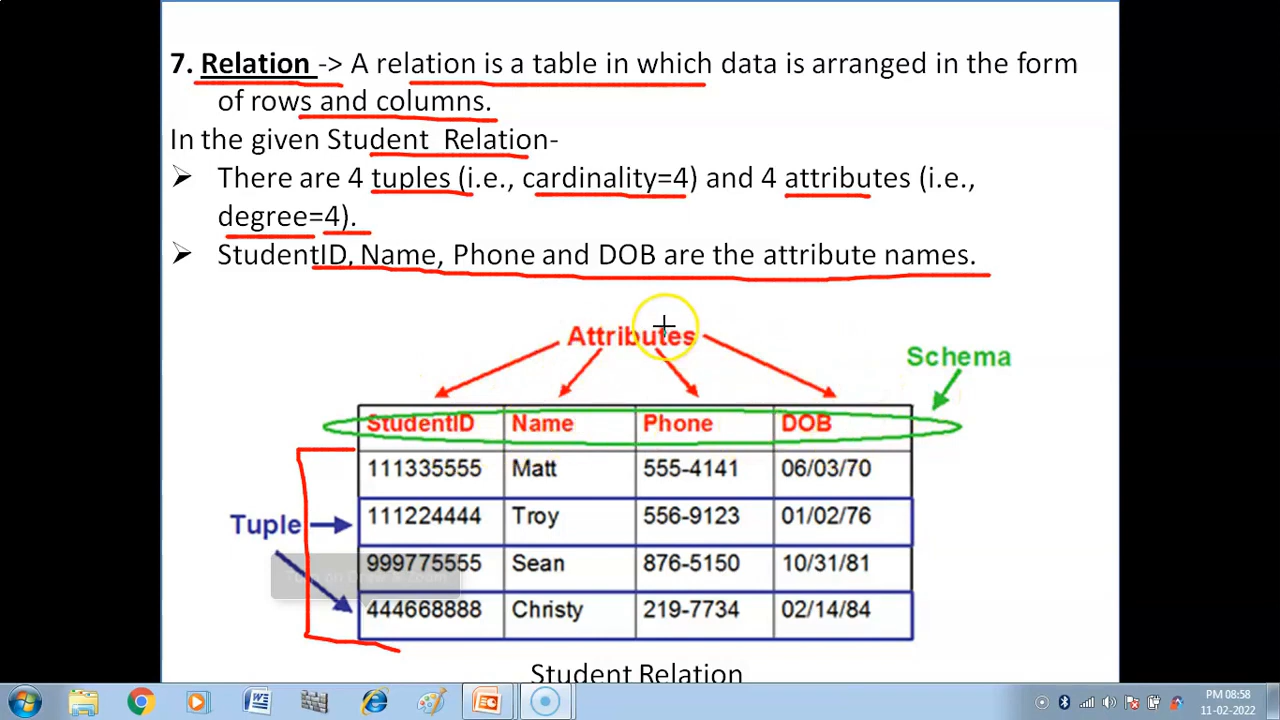 7. Relation -> A relation is a table in which data is arranged in the form
of rows and columns.
In the given Student Relation-
➢ There are 4 tuples (i.e., cardinality=4) and 4 attributes (i.e.,
degree=4).
➢ StudentID, Name, Phone and DOB are the attribute names.
Attributes
Schema
StudentID Name Phone DOB
111335555 Matt 555-4141 06/03/70
Tuple
111224444 Troy 556-9123 01/02/76
999775555 Sean 876-5150 10/31/81
444668888 Christy 219-7734 02/14/84
Student Relation
PM 08:58
11-02-2022